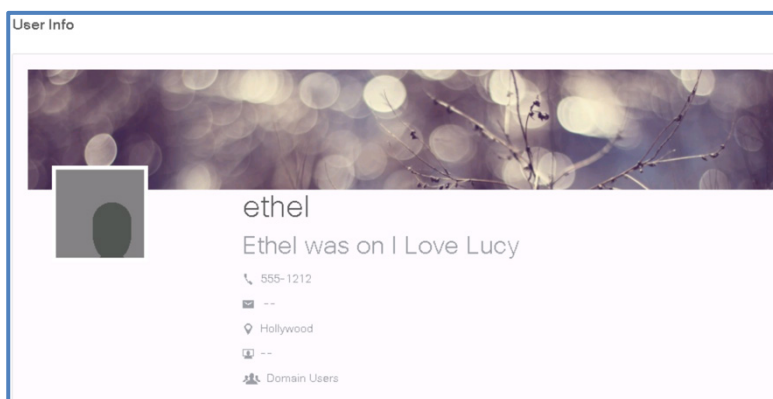 User Info
ethel
Ethel was on I Love Lucy
555-1212
--
Hollywood
--
Domain Users